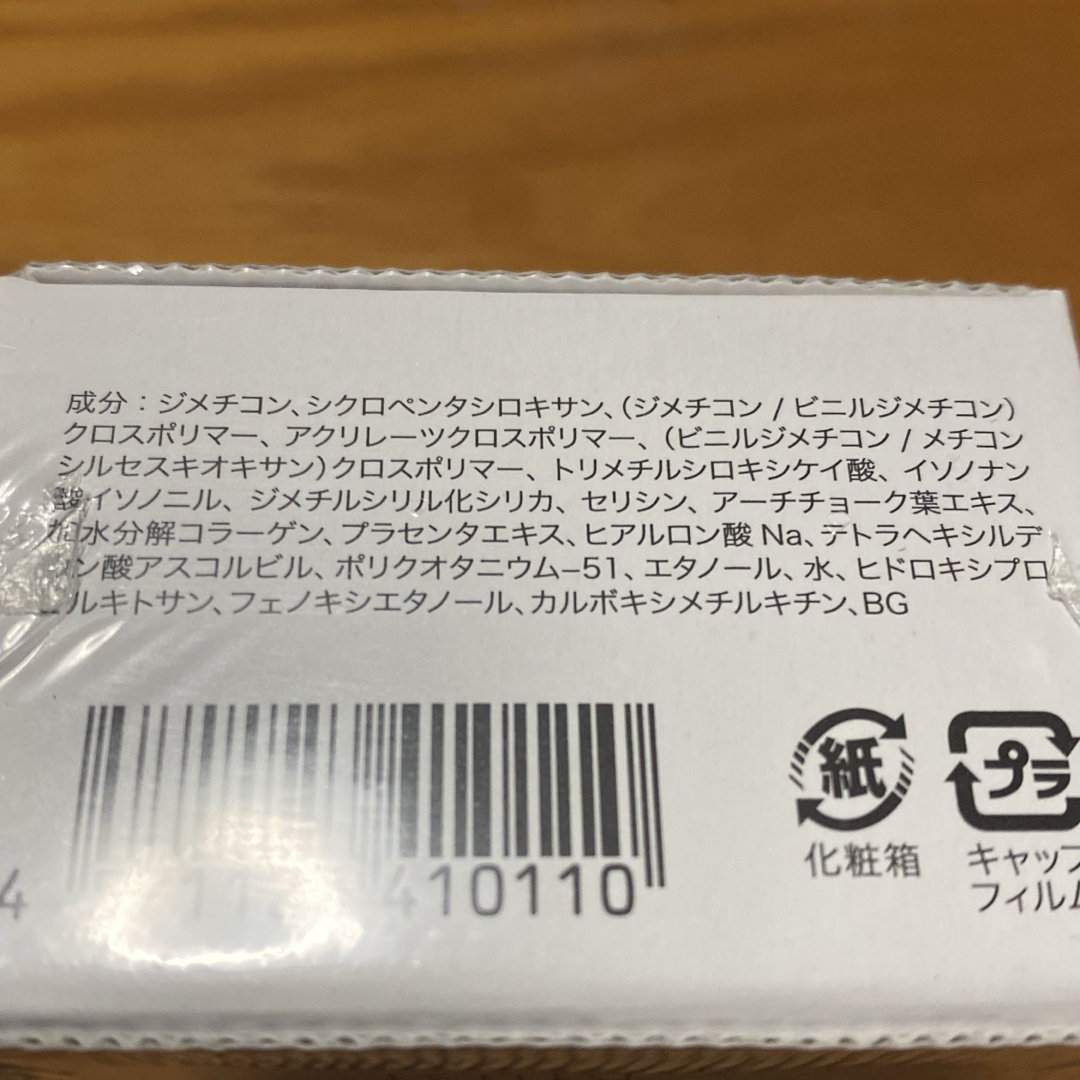 成分：ジメチコン、シクロペンタシロキサン、（ジメチコン / ビニルジメチコン）
クロスポリマー、アクリレーツクロスポリマー、（ビニルジメチコン / メチコン
シルセスキオキサン）クロスポリマー、トリメチルシロキシケイ酸、イソノナン
酸イソノニル、ジメチルシリル化シリカ、セリシン、アーチチョーク葉エキス、
加水分解コラーゲン、プラセンタエキス、ヒアルロン酸 Na、テトラヘキシルデ
カン酸アスコルビル、ポリクオタニウム–51、エタノール、水、ヒドロキシプロ
ピルキトサン、フェノキシエタノール、カルボキシメチルキチン、BG
紙
プラ
化粧箱
キャップ
フィルム
4
410110